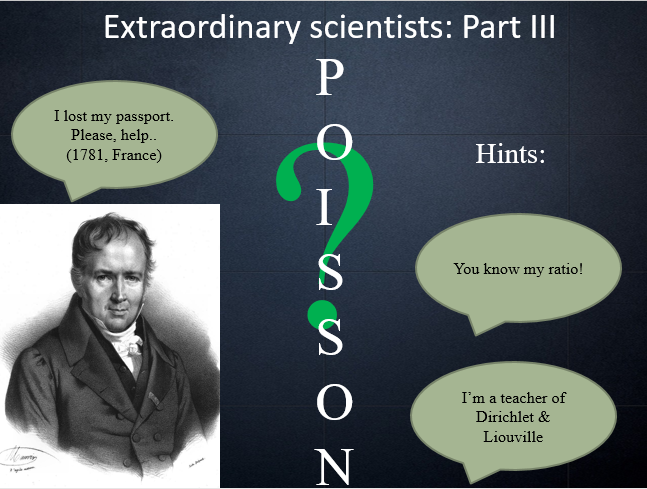 Extraordinary scientists: Part III
I lost my passport.
Please, help..
(1781, France)
P
O
I
S
S
O
N
?
Hints:
You know my ratio!
I'm a teacher of
Dirichlet &
Liouville